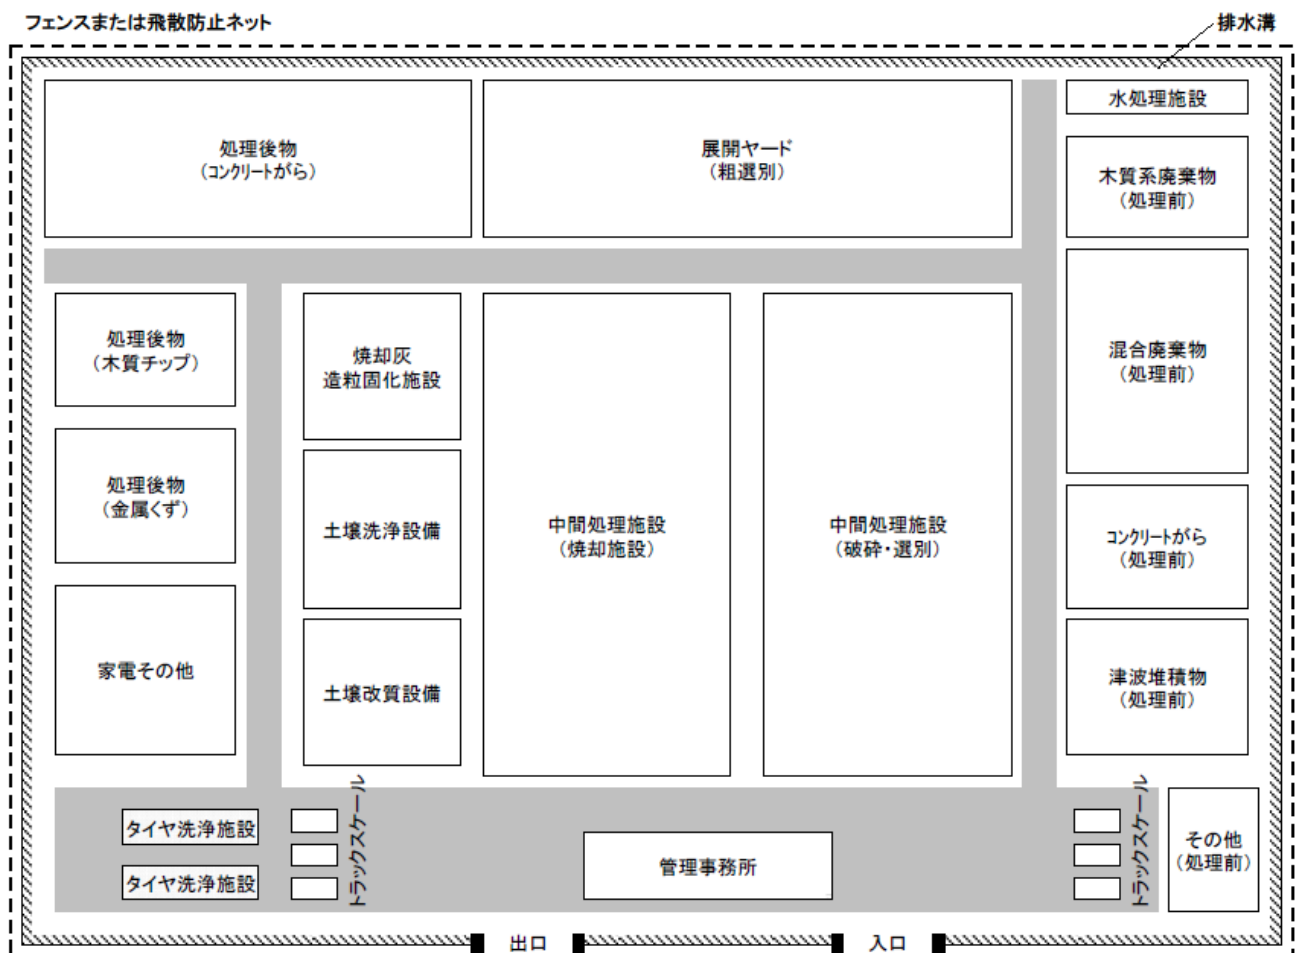 フェンスまたは飛散防止ネット
排水溝
処理後物
(コンクリートがら)
展開ヤード
(粗選別)
水処理施設
木質系廃棄物
(処理前)
処理後物
(木質チップ)
焼却灰
造粒固化施設
混合廃棄物
(処理前)
処理後物
(金属くず)
土壌洗浄設備
中間処理施設
(焼却施設)
中間処理施設
(破砕・選別)
コンクリートがら
(処理前)
家電その他
土壌改質設備
津波堆積物
(処理前)
タイヤ洗浄施設
タイヤ洗浄施設
トラックスケール
管理事務所
トラックスケール
その他
(処理前)
出口
入口